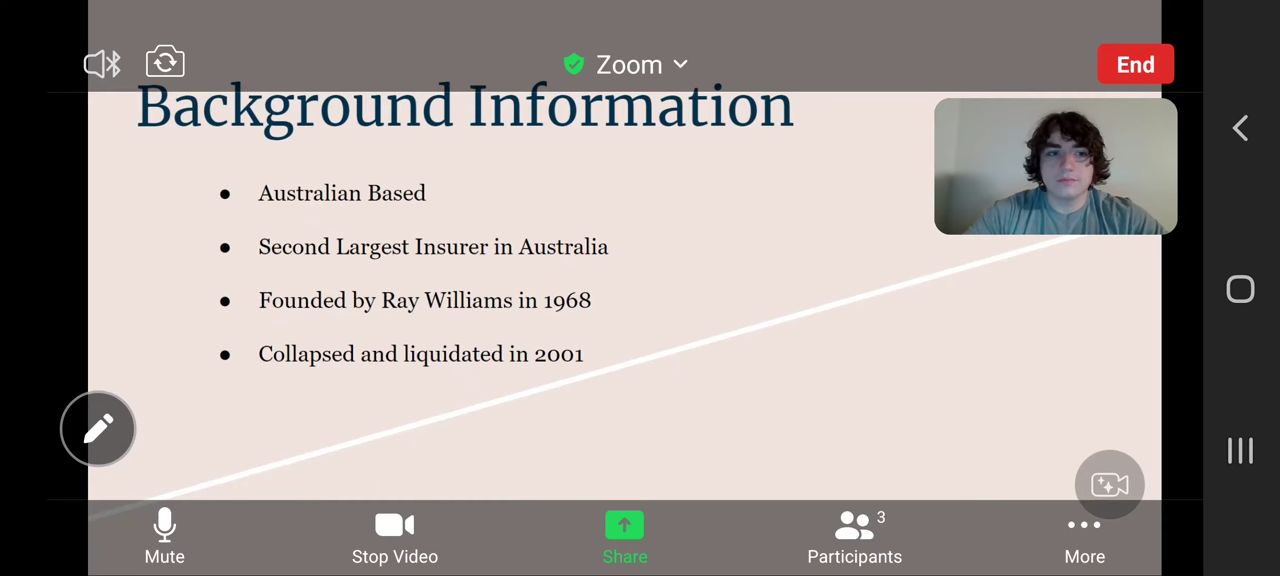 Zoom
End
Background Information
● Australian Based
● Second Largest Insurer in Australia
● Founded by Ray Williams in 1968
● Collapsed and liquidated in 2001
Mute
Stop Video
Share
3
Participants
More